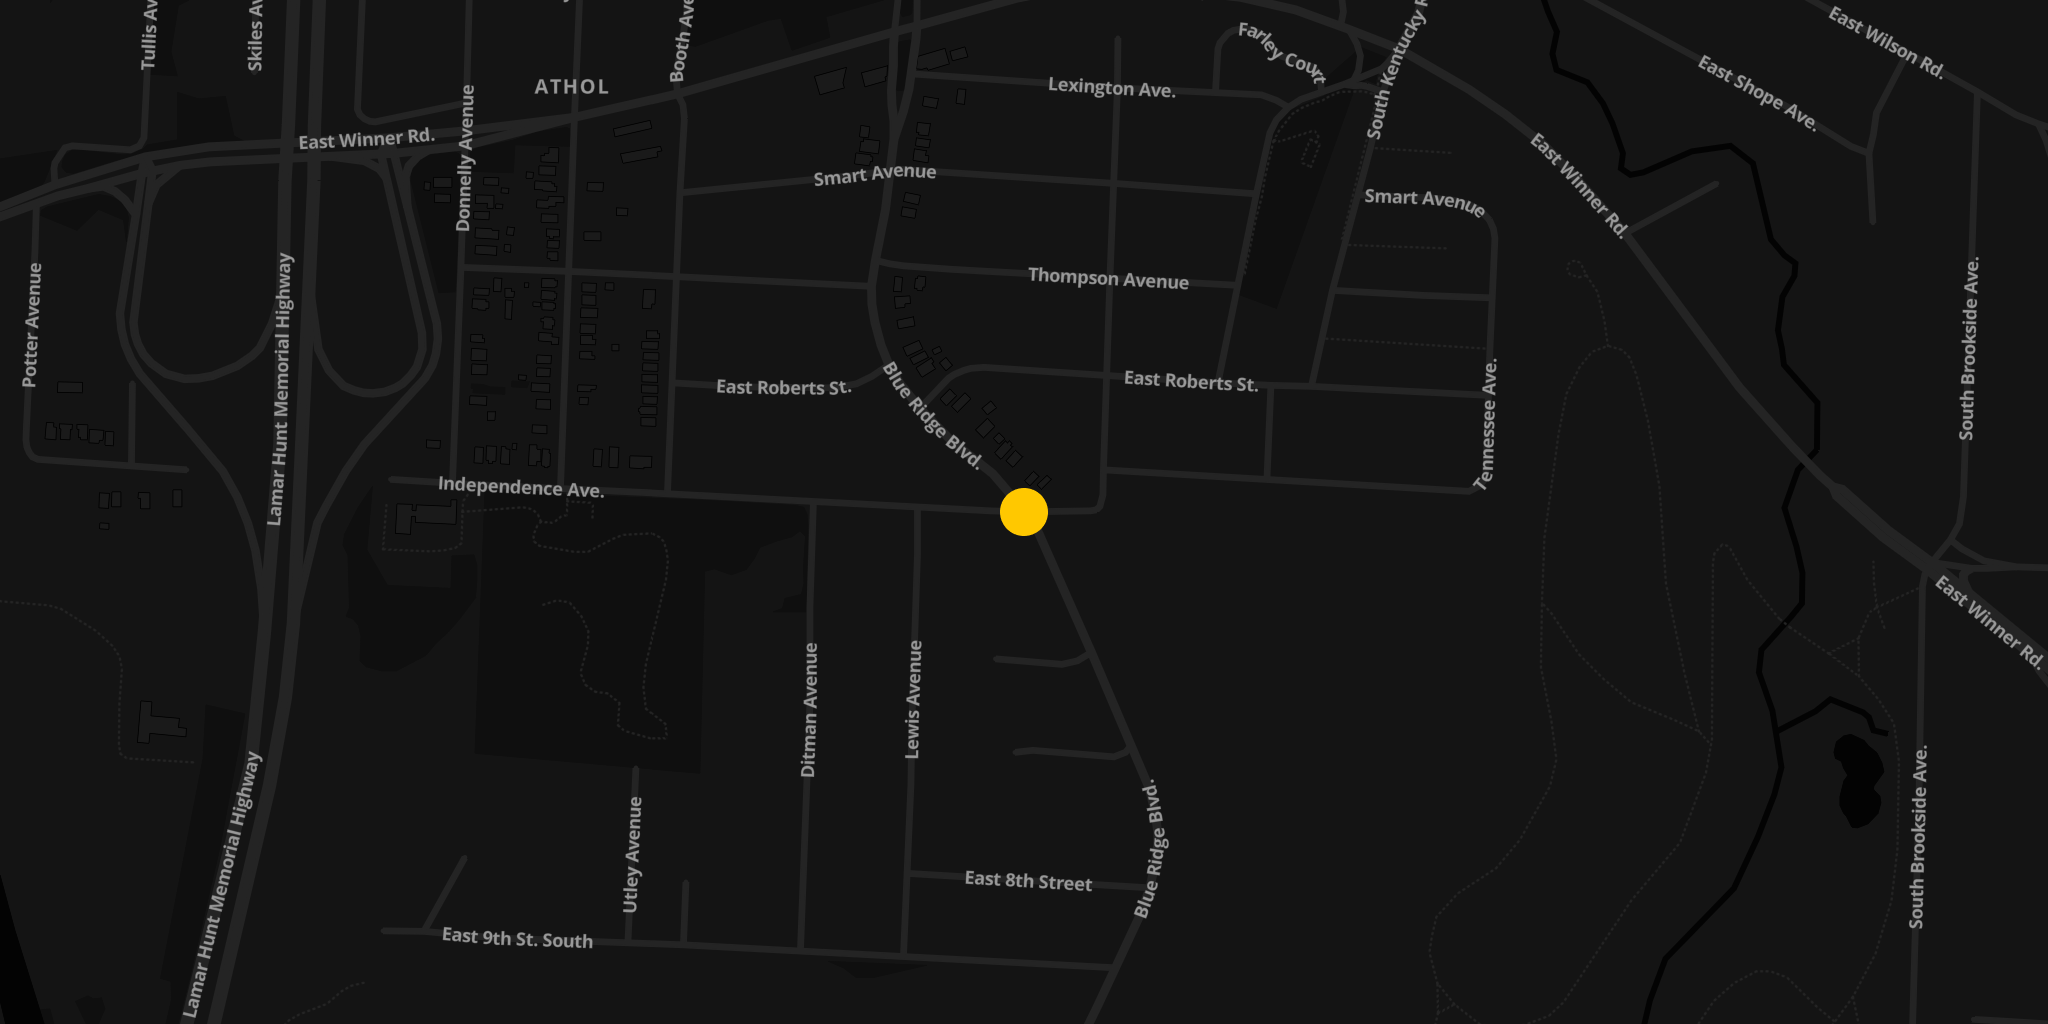 Tullis Av
Skiles Av
Booth Ave
ATHOL
East Winner Rd.
Donnelly Avenue
Smart Avenue
Lexington Ave.
Farley Court
South Kentucky R
East Shope Ave.
East Wilson Rd.
East Winner Rd.
Smart Avenue
Thompson Avenue
Potter Avenue
Lamar Hunt Memorial Highway
East Roberts St.
Blue Ridge Blvd.
East Roberts St.
Tennessee Ave.
South Brookside Ave.
Independence Ave.
East Winner Rd.
Ditman Avenue
Lewis Avenue
Lamar Hunt Memorial Highway
Utley Avenue
Blue Ridge Blvd.
East 8th Street
South Brookside Ave.
East 9th St. South